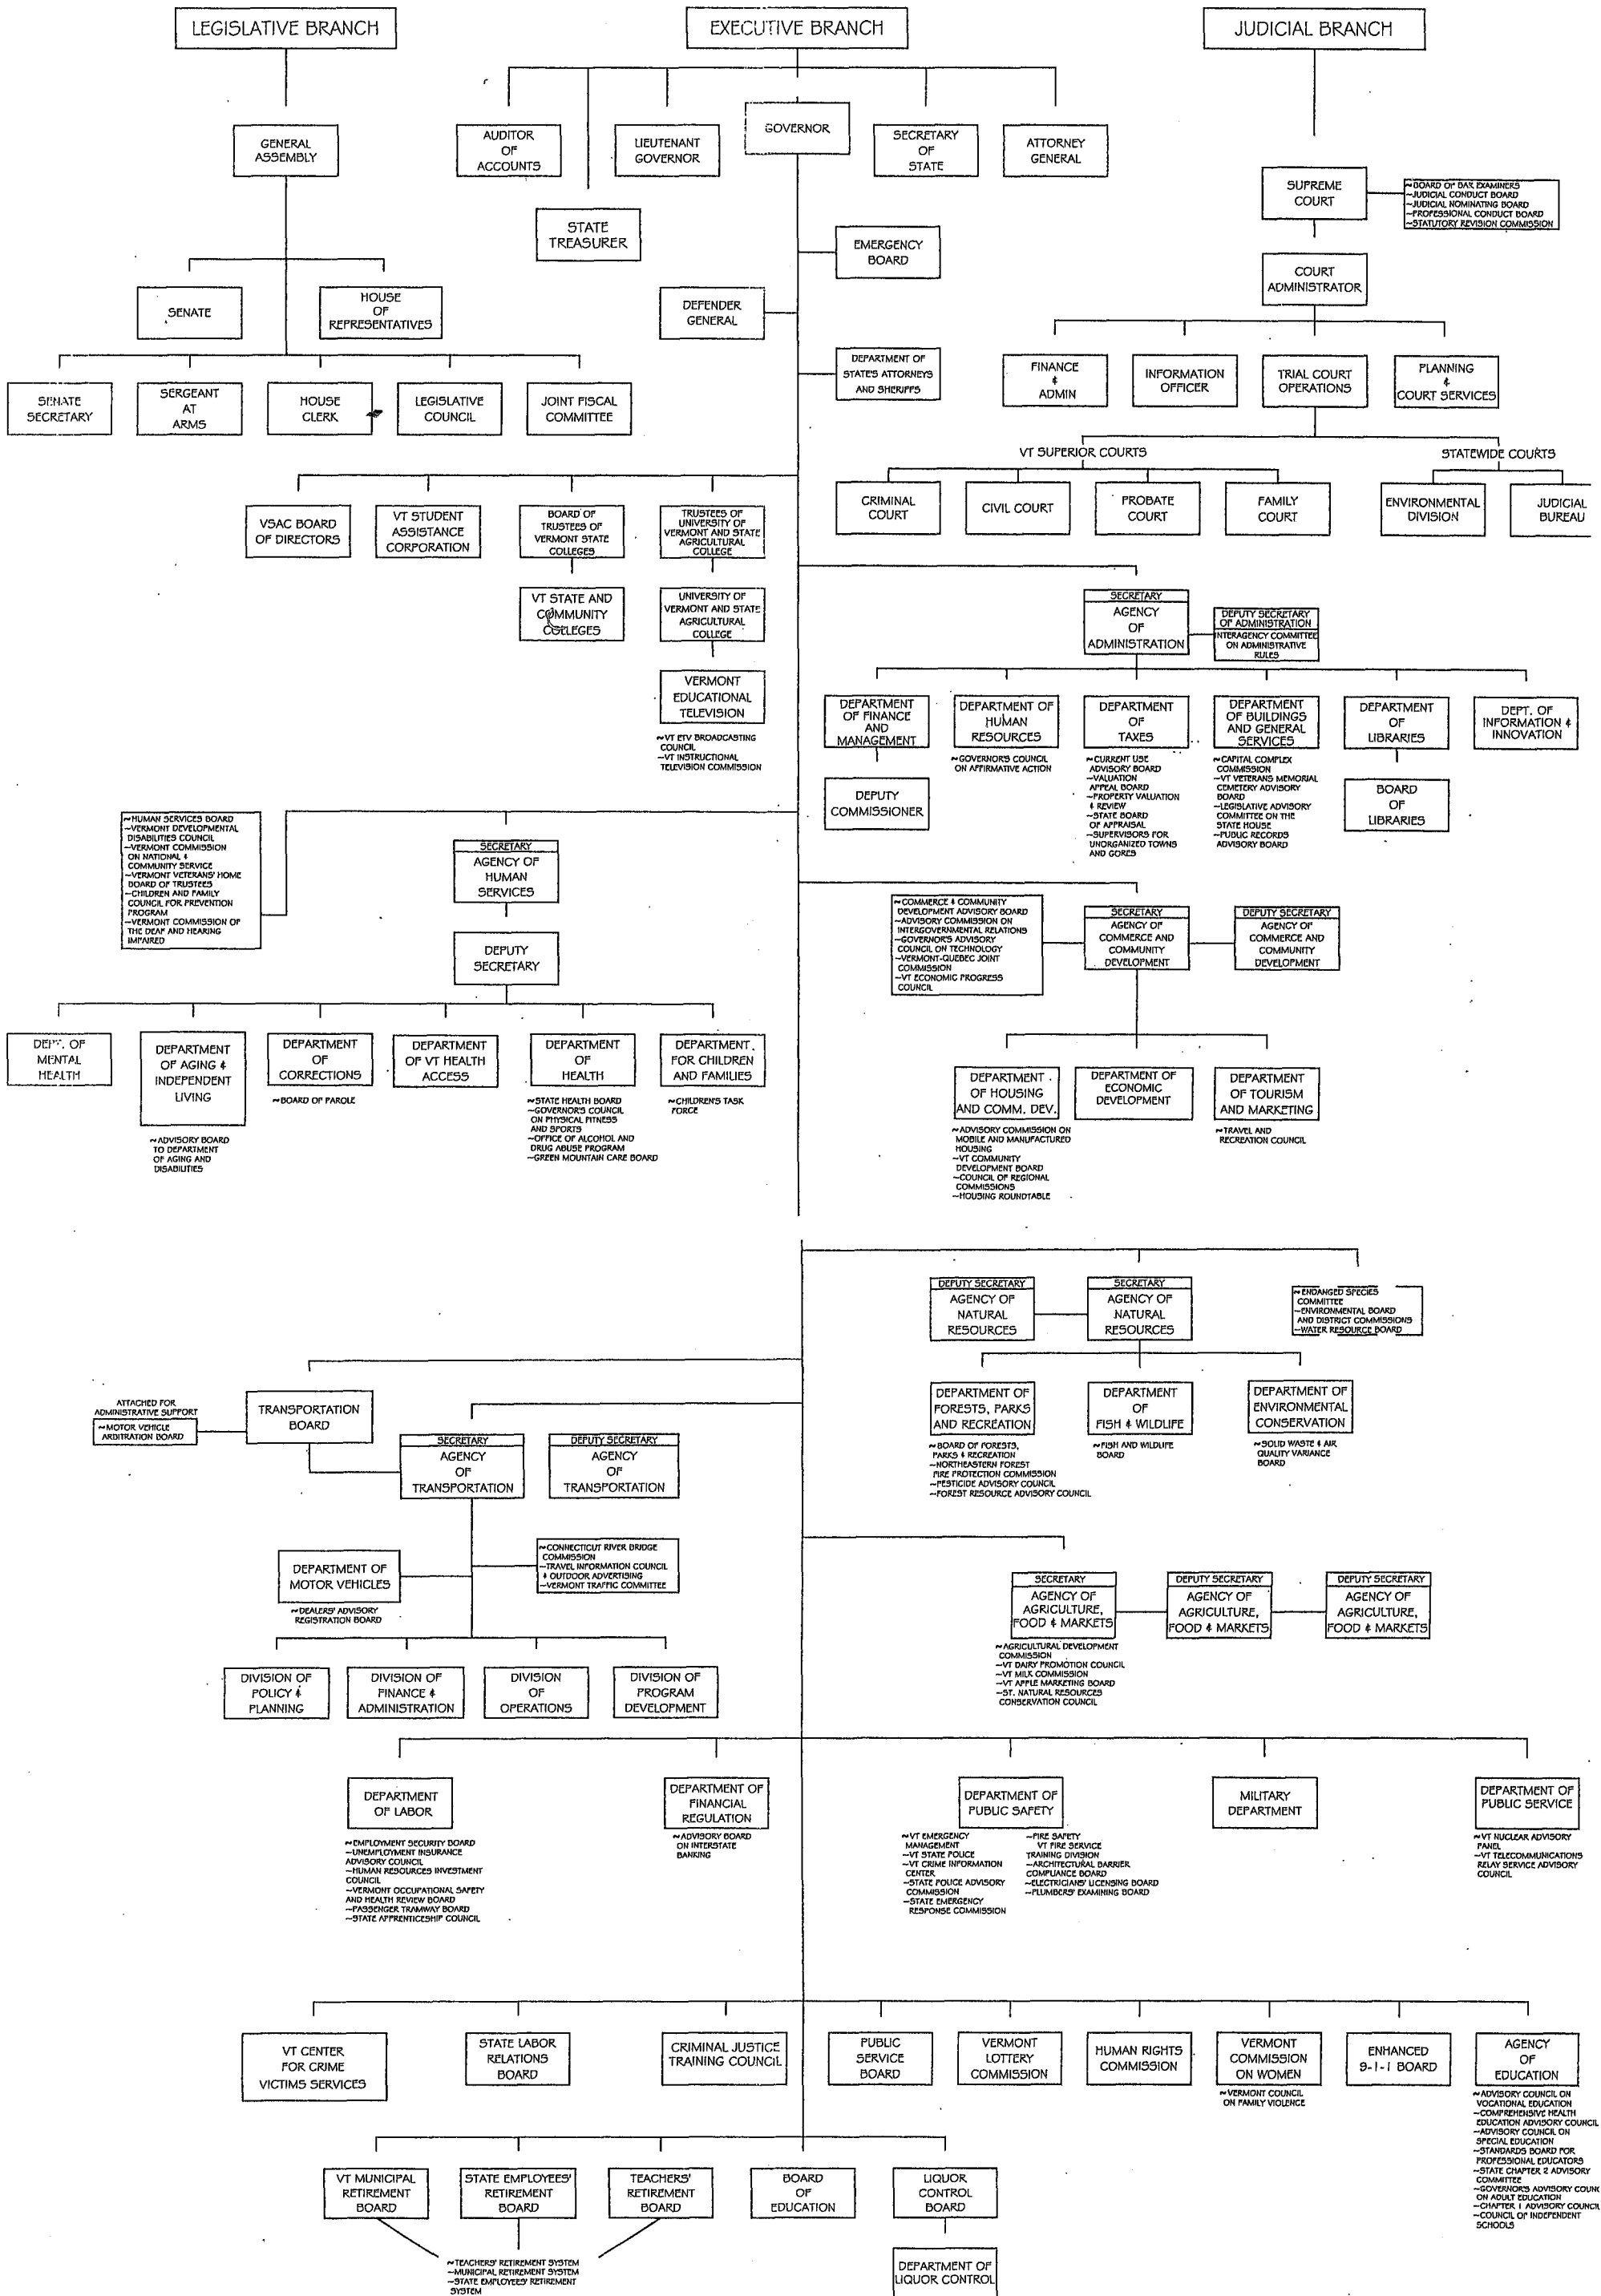 LEGISLATIVE BRANCH
EXECUTIVE BRANCH
JUDICIAL BRANCH
GENERAL
ASSEMBLY
AUDITOR
OF
ACCOUNTS
LIEUTENANT
GOVERNOR
GOVERNOR
SECRETARY
OF
STATE
ATTORNEY
GENERAL
STATE
TREASURER
SUPREME
COURT
~BOARD OF BAR EXAMINERS
~JUDICIAL CONDUCT BOARD
~JUDICIAL NOMINATING BOARD
~PROFESSIONAL CONDUCT BOARD
~STATUTORY REVISION COMMISSION
EMERGENCY
BOARD
COURT
ADMINISTRATOR
SENATE
HOUSE
OF
REPRESENTATIVES
DEFENDER
GENERAL
DEPARTMENT OF
STATE'S ATTORNEYS
AND SHERIFFS
FINANCE
&
ADMIN
INFORMATION
OFFICER
TRIAL COURT
OPERATIONS
PLANNING
&
COURT SERVICES
SENATE
SECRETARY
SERGEANT
AT
ARMS
HOUSE
CLERK
LEGISLATIVE
COUNCIL
JOINT FISCAL
COMMITTEE
VT SUPERIOR COURTS
STATEWIDE COURTS
CRIMINAL
COURT
CIVIL COURT
PROBATE
COURT
FAMILY
COURT
ENVIRONMENTAL
DIVISION
JUDICIAL
BUREAU
VSAC BOARD
OF DIRECTORS
VT STUDENT
ASSISTANCE
CORPORATION
BOARD OF
TRUSTEES OF
VERMONT STATE
COLLEGES
TRUSTEES OF
UNIVERSITY OF
VERMONT AND STATE
AGRICULTURAL
COLLEGE
VT STATE AND
COMMUNITY
COLLEGES
UNIVERSITY OF
VERMONT AND STATE
AGRICULTURAL
COLLEGE
VERMONT
EDUCATIONAL
TELEVISION
~VT ETV BROADCASTING
COUNCIL
~VT INSTRUCTIONAL
TELEVISION COMMISSION
SECRETARY
AGENCY
OF
ADMINISTRATION
DEPUTY SECRETARY
OF ADMINISTRATION
INTERAGENCY COMMITTEE
ON ADMINISTRATIVE
RULES
DEPARTMENT
OF FINANCE
AND
MANAGEMENT
DEPARTMENT OF
HUMAN
RESOURCES
~GOVERNOR'S COUNCIL
ON AFFIRMATIVE ACTION
DEPARTMENT
OF
TAXES
~CURRENT USE
ADVISORY BOARD
~VALUATION
APPEAL BOARD
~PROPERTY VALUATION
& REVIEW
~STATE BOARD
OF APPRAISAL
~SUPERVISORS FOR
UNORGANIZED TOWNS
AND GORES
DEPARTMENT
OF BUILDINGS
AND GENERAL
SERVICES
~CAPITAL COMPLEX
COMMISSION
~VT VETERANS MEMORIAL
CEMETERY ADVISORY
BOARD
~LEGISLATIVE ADVISORY
COMMITTEE ON THE
STATE HOUSE
~PUBLIC RECORDS
ADVISORY BOARD
DEPARTMENT
OF
LIBRARIES
DEPT. OF
INFORMATION &
INNOVATION
DEPUTY
COMMISSIONER
BOARD
OF
LIBRARIES
~HUMAN SERVICES BOARD
~VERMONT DEVELOPMENTAL
DISABILITIES COUNCIL
~VERMONT COMMISSION
ON NATIONAL &
COMMUNITY SERVICE
~VERMONT VETERANS' HOME
BOARD OF TRUSTEES
~CHILDREN AND FAMILY
COUNCIL FOR PREVENTION
PROGRAM
~VERMONT COMMISSION OF
THE DEAF AND HEARING
IMPAIRED
SECRETARY
AGENCY OF
HUMAN
SERVICES
DEPUTY
SECRETARY
~COMMERCE & COMMUNITY
DEVELOPMENT ADVISORY BOARD
~ADVISORY COMMISSION ON
INTERGOVERNMENTAL RELATIONS
~GOVERNOR'S ADVISORY
COUNCIL ON TECHNOLOGY
~VERMONT-QUEBEC JOINT
COMMISSION
~VT ECONOMIC PROGRESS
COUNCIL
SECRETARY
AGENCY OF
COMMERCE AND
COMMUNITY
DEVELOPMENT
DEPUTY SECRETARY
AGENCY OF
COMMERCE AND
COMMUNITY
DEVELOPMENT
DEPT. OF
MENTAL
HEALTH
DEPARTMENT
OF AGING &
INDEPENDENT
LIVING
~ADVISORY BOARD
TO DEPARTMENT
OF AGING AND
DISABILITIES
DEPARTMENT
OF
CORRECTIONS
~BOARD OF PAROLE
DEPARTMENT
OF VT HEALTH
ACCESS
DEPARTMENT
OF
HEALTH
~STATE HEALTH BOARD
~GOVERNOR'S COUNCIL
ON PHYSICAL FITNESS
AND SPORTS
~OFFICE OF ALCOHOL AND
DRUG ABUSE PROGRAM
~GREEN MOUNTAIN CARE BOARD
DEPARTMENT.
FOR CHILDREN
AND FAMILIES
~CHILDREN'S TASK
FORCE
DEPARTMENT .
OF HOUSING
AND COMM. DEV.
~ADVISORY COMMISSION ON
MOBILE AND MANUFACTURED
HOUSING
~VT COMMUNITY
DEVELOPMENT BOARD
~COUNCIL OF REGIONAL
COMMISSIONS
~HOUSING ROUNDTABLE
DEPARTMENT OF
ECONOMIC
DEVELOPMENT
DEPARTMENT
OF TOURISM
AND MARKETING
~TRAVEL AND
RECREATION COUNCIL
DEPUTY SECRETARY
AGENCY OF
NATURAL
RESOURCES
SECRETARY
AGENCY OF
NATURAL
RESOURCES
~ENDANGED SPECIES
COMMITTEE
~ENVIRONMENTAL BOARD
AND DISTRICT COMMISSIONS
~WATER RESOURCE BOARD
ATTACHED FOR
ADMINISTRATIVE SUPPORT
~MOTOR VEHICLE
ARBITRATION BOARD
TRANSPORTATION
BOARD
DEPARTMENT OF
FORESTS, PARKS
AND RECREATION
~BOARD OF FORESTS,
PARKS & RECREATION
~NORTHEASTERN FOREST
FIRE PROTECTION COMMISSION
~PESTICIDE ADVISORY COUNCIL
~FOREST RESOURCE ADVISORY COUNCIL
DEPARTMENT
OF
FISH & WILDLIFE
~FISH AND WILDLIFE
BOARD
DEPARTMENT OF
ENVIRONMENTAL
CONSERVATION
~SOLID WASTE & AIR
QUALITY VARIANCE
BOARD
SECRETARY
AGENCY
OF
TRANSPORTATION
DEPUTY SECRETARY
AGENCY
OF
TRANSPORTATION
DEPARTMENT OF
MOTOR VEHICLES
~DEALERS' ADVISORY
REGISTRATION BOARD
~CONNECTICUT RIVER BRIDGE
COMMISSION
~TRAVEL INFORMATION COUNCIL
& OUTDOOR ADVERTISING
~VERMONT TRAFFIC COMMITTEE
SECRETARY
AGENCY OF
AGRICULTURE,
FOOD & MARKETS
~AGRICULTURAL DEVELOPMENT
COMMISSION
~VT DAIRY PROMOTION COUNCIL
~VT MILK COMMISSION
~VT APPLE MARKETING BOARD
~ST. NATURAL RESOURCES
CONSERVATION COUNCIL
DEPUTY SECRETARY
AGENCY OF
AGRICULTURE,
FOOD & MARKETS
DEPUTY SECRETARY
AGENCY OF
AGRICULTURE,
FOOD & MARKETS
DIVISION OF
POLICY &
PLANNING
DIVISION OF
FINANCE &
ADMINISTRATION
DIVISION
OF
OPERATIONS
DIVISION OF
PROGRAM
DEVELOPMENT
DEPARTMENT
OF LABOR
~EMPLOYMENT SECURITY BOARD
~UNEMPLOYMENT INSURANCE
ADVISORY COUNCIL
~HUMAN RESOURCES INVESTMENT
COUNCIL
~VERMONT OCCUPATIONAL SAFETY
AND HEALTH REVIEW BOARD
~PASSENGER TRAMWAY BOARD
~STATE APPRENTICESHIP COUNCIL
DEPARTMENT OF
FINANCIAL
REGULATION
~ADVISORY BOARD
ON INTERSTATE
BANKING
DEPARTMENT OF
PUBLIC SAFETY
~VT EMERGENCY
MANAGEMENT
~VT STATE POLICE
~VT CRIME INFORMATION
CENTER
~STATE POLICE ADVISORY
COMMISSION
~STATE EMERGENCY
RESPONSE COMMISSION
~FIRE SAFETY
VT FIRE SERVICE
TRAINING DIVISION
~ARCHITECTURAL BARRIER
COMPLIANCE BOARD
~ELECTRICIANS' LICENSING BOARD
~PLUMBERS' EXAMINING BOARD
MILITARY
DEPARTMENT
DEPARTMENT OF
PUBLIC SERVICE
~VT NUCLEAR ADVISORY
PANEL
~VT TELECOMMUNICATIONS
RELAY SERVICE ADVISORY
COUNCIL
VT CENTER
FOR CRIME
VICTIMS SERVICES
STATE LABOR
RELATIONS
BOARD
CRIMINAL JUSTICE
TRAINING COUNCIL
PUBLIC
SERVICE
BOARD
VERMONT
LOTTERY
COMMISSION
HUMAN RIGHTS
COMMISSION
VERMONT
COMMISSION
ON WOMEN
~VERMONT COUNCIL
ON FAMILY VIOLENCE
ENHANCED
9-1-1 BOARD
AGENCY
OF
EDUCATION
~ADVISORY COUNCIL ON
VOCATIONAL EDUCATION
~COMPREHENSIVE HEALTH
EDUCATION ADVISORY COUNCIL
~ADVISORY COUNCIL ON
SPECIAL EDUCATION
~STANDARDS BOARD FOR
PROFESSIONAL EDUCATORS
~STATE CHAPTER 2 ADVISORY
COMMITTEE
~GOVERNOR'S ADVISORY COUNC
ON ADULT EDUCATION
~CHAPTER 1 ADVISORY COUNCIL
~COUNCIL OF INDEPENDENT
SCHOOLS
VT MUNICIPAL
RETIREMENT
BOARD
STATE EMPLOYEES'
RETIREMENT
BOARD
TEACHERS'
RETIREMENT
BOARD
BOARD
OF
EDUCATION
LIQUOR
CONTROL
BOARD
~TEACHERS' RETIREMENT SYSTEM
~MUNICIPAL RETIREMENT SYSTEM
~STATE EMPLOYEES' RETIREMENT
SYSTEM
DEPARTMENT OF
LIQUOR CONTROL